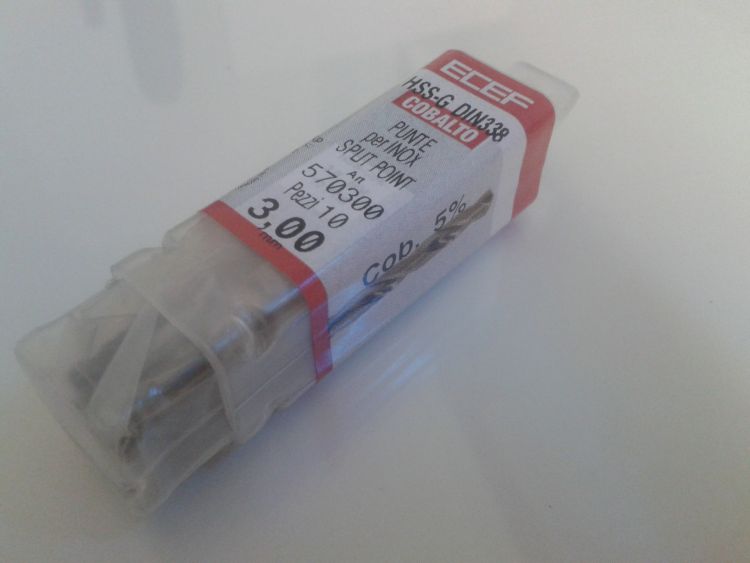 ECEF
HSS-G DIN338
COBALTO
PUNTE
per INOX
SPLIT POINT
Art
570300
Pezzi 10
3,00
mm
Cob. 5%